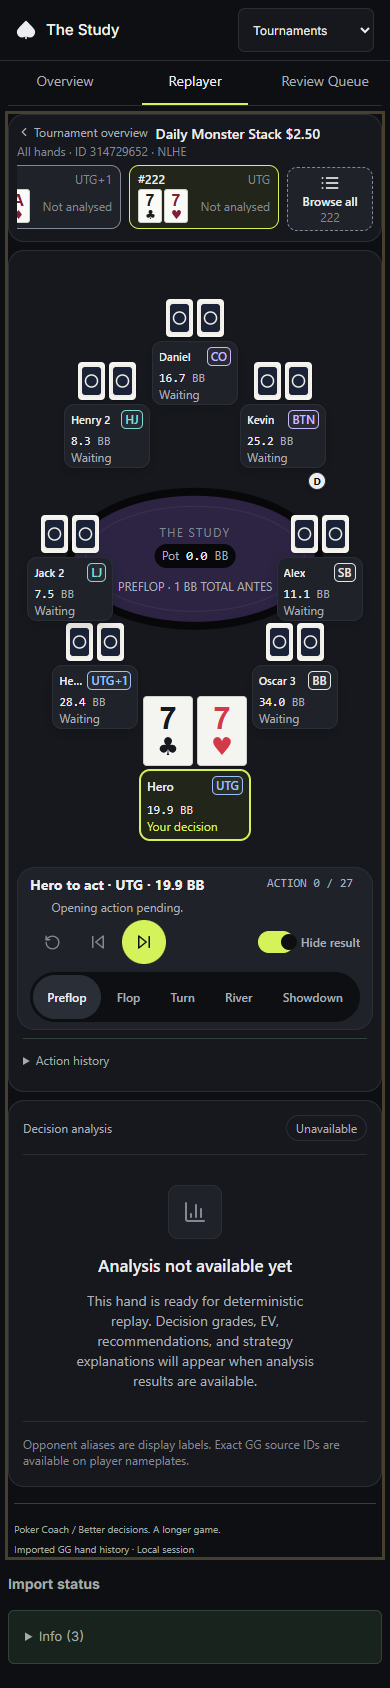 The Study
Tournaments
Overview
Replayer
Review Queue
Tournament overview
Daily Monster Stack $2.50
All hands · ID 314729652 · NLHE
A
UTG+1
Not analysed
#222
UTG
7 7
Not analysed
Browse all
222
Daniel CO
16.7 BB
Waiting
Henry 2 HJ
8.3 BB
Waiting
Kevin BTN
25.2 BB
Waiting
D
THE STUDY
Pot 0.0 BB
PREFLOP · 1 BB TOTAL ANTES
Jack 2 LJ
7.5 BB
Waiting
Alex SB
11.1 BB
Waiting
He... UTG+1
28.4 BB
Waiting
Oscar 3 BB
34.0 BB
Waiting
7 7
Hero UTG
19.9 BB
Your decision
Hero to act · UTG · 19.9 BB
ACTION 0 / 27
Opening action pending.
Hide result
Preflop
Flop
Turn
River
Showdown
Action history
Decision analysis
Unavailable
Analysis not available yet
This hand is ready for deterministic
replay. Decision grades, EV,
recommendations, and strategy
explanations will appear when analysis
results are available.
Opponent aliases are display labels. Exact GG source IDs are
available on player nameplates.
Poker Coach / Better decisions. A longer game.
Imported GG hand history · Local session
Import status
Info (3)